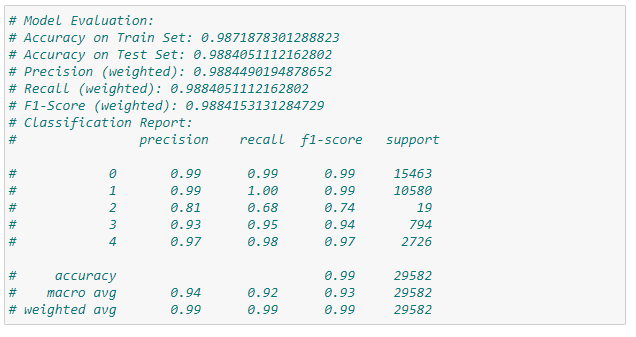 # Model Evaluation:
# Accuracy on Train Set: 0.9871878301288823
# Accuracy on Test Set: 0.9884051112162802
# Precision (weighted): 0.9884490194878652
# Recall (weighted): 0.9884051112162802
# F1-Score (weighted): 0.9884153131284729
# Classification Report:
#                precision    recall  f1-score   support

#            0       0.99      0.99      0.99     15463
#            1       0.99      1.00      0.99     10580
#            2       0.81      0.68      0.74        19
#            3       0.93      0.95      0.94       794
#            4       0.97      0.98      0.97      2726

#     accuracy                           0.99     29582
#    macro avg       0.94      0.92      0.93     29582
# weighted avg       0.99      0.99      0.99     29582